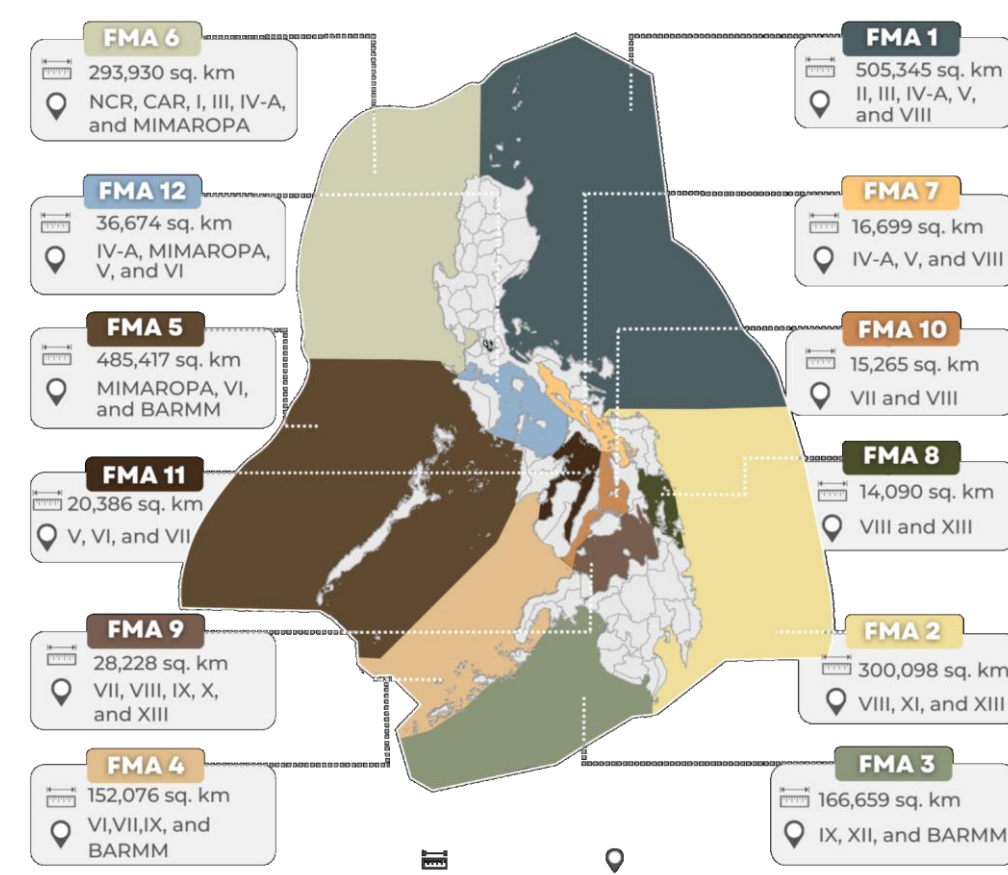 FMA 6
293,930 sq. km
NCR, CAR, I, III, IV-A,
and MIMAROPA
FMA 1
505,345 sq. km
II, III, IV-A, V,
and VIII
FMA 12
36,674 sq. km
IV-A, MIMAROPA,
V, and VI
FMA 7
16,699 sq. km
IV-A, V, and VIII
FMA 5
485,417 sq. km
MIMAROPA, VI,
and BARMM
FMA 10
15,265 sq. km
VII and VIII
FMA 11
20,386 sq. km
V, VI, and VII
FMA 8
14,090 sq. km
VIII and XIII
FMA 9
28,228 sq. km
VII, VIII, IX, X,
and XIII
FMA 2
300,098 sq. km
VIII, XI, and XIII
FMA 4
152,076 sq. km
VI,VII,IX, and
BARMM
FMA 3
166,659 sq. km
IX, XII, and BARMM